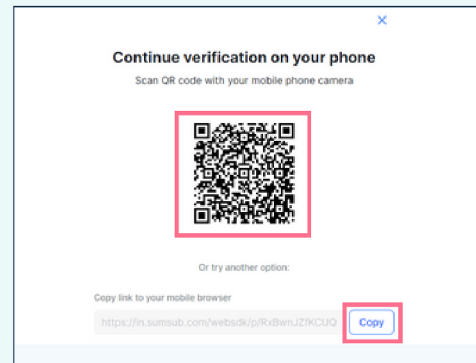 Continue verification on your phone
Scan QR code with your mobile phone camera
Or try another option:
Copy link to your mobile browser
https://in.sumsub.com/websdk/p/RxBwnJZfKCUQ
Copy